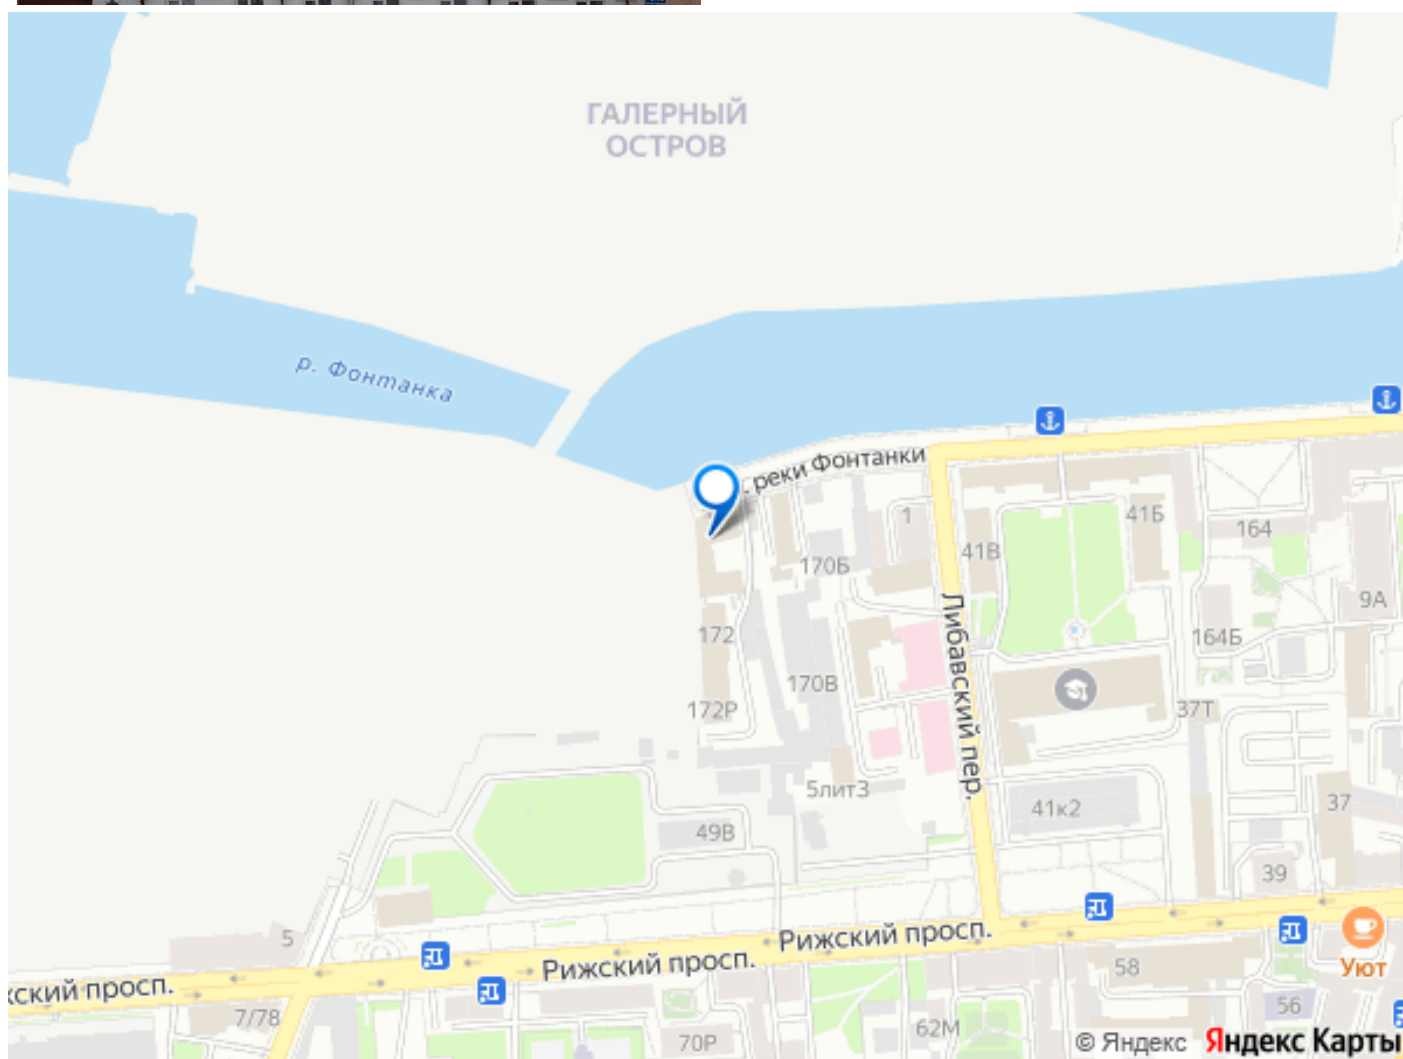 ГАЛЕРНЫЙ
ОСТРОВ
р. Фонтанка
. реки Фонтанки
1
41В
41Б
164
170Б
9А
172
164Б
Либавский пер.
170В
172Р
37Т
5лит3
41к2
37
49В
39
5
Рижский просп.
Рижский просп.
ский просп.
Уют
58
7/78
56
62М
70Р
© Яндекс Яндекс Карты